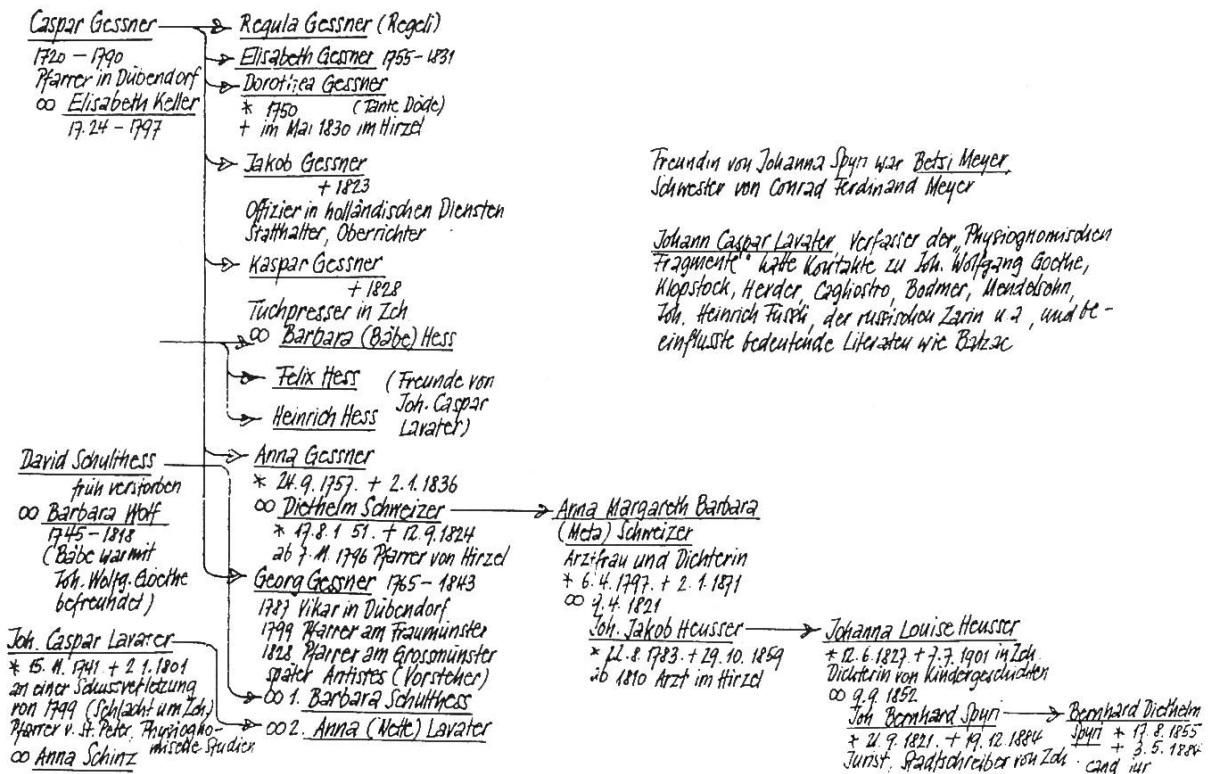 Caspar Gessner
1720 – 1790
Pfarrer in Dübendorf
∞ Elisabeth Keller
17.24 – 1797
Regula Gessner (Regeli)
Elisabeth Gessner 1755 – 1831
Dorothea Gessner
* 1750 (Tante Döde)
+ im Mai 1830 im Hirzel
Jakob Gessner
+ 1823
Offizier in holländischen Diensten
Statthalter, Oberrichter
Kaspar Gessner
+ 1828
Tuchpresser in Zch
∞ Barbara (Bäbe) Hess
Felix Hess (Freunde von
Joh. Caspar
Heinrich Hess Lavater)
Freundin von Johanna Spyri war Betsi Meyer,
Schwester von Conrad Ferdinand Meyer
Johann Caspar Lavater, Verfasser der „Physiognomischen
Fragmente" hatte Kontakte zu Joh. Wolfgang Goethe,
Klopstock, Herder, Cagliostro, Bodmer, Mendelsohn,
Joh. Heinrich Füssli, der russischen Zarin u.a, und be-
einflusste bedeutende Literaten wie Balzac
David Schulthess
früh verstorben
∞ Barbara Wolf
1745 – 1818
(Bäbe war mit
Joh. Wolfg. Goethe
befreundet)
Anna Gessner
* 24.9.1757. + 2.1.1836
∞ Diethelm Schweizer
* 17.8.1 51. + 12.9.1824
ab 7.11.1796 Pfarrer von Hirzel
Georg Gessner 1765 – 1843
1787 Vikar in Dübendorf
1799 Pfarrer am Fraumünster
1828 Pfarrer am Grossmünster
später Antistes (Vorsteher)
∞ 1. Barbara Schulthess
∞ 2. Anna (Nette) Lavater
Joh. Caspar Lavater
* 15.11.1741 + 2.1.1801
an einer Schussverletzung
von 1799 (Schlacht um Zch)
Pfarrer v. St. Peter, Physiogno-
mische Studien
∞ Anna Schinz
Anna Margareth Barbara
(Meta) Schweizer
Arztfrau und Dichterin
* 6.4.1797. + 2.1.1871
∞ 9.4.1821
Joh. Jakob Heusser
* 22.8.1783. + 29.10.1859
ab 1810 Arzt im Hirzel
Johanna Louise Heusser
* 12.6.1827 + 7.7.1901 in Zch.
Dichterin von Kindergeschichten
∞ 9.9.1852
Joh Bernhard Spyri
* 21.9.1821. + 19.12.1884
Jurist, Stadtschreiber von Zch
Bernhard Diethelm
Spyri * 17.8.1855
+ 3.5.1884
cand iur